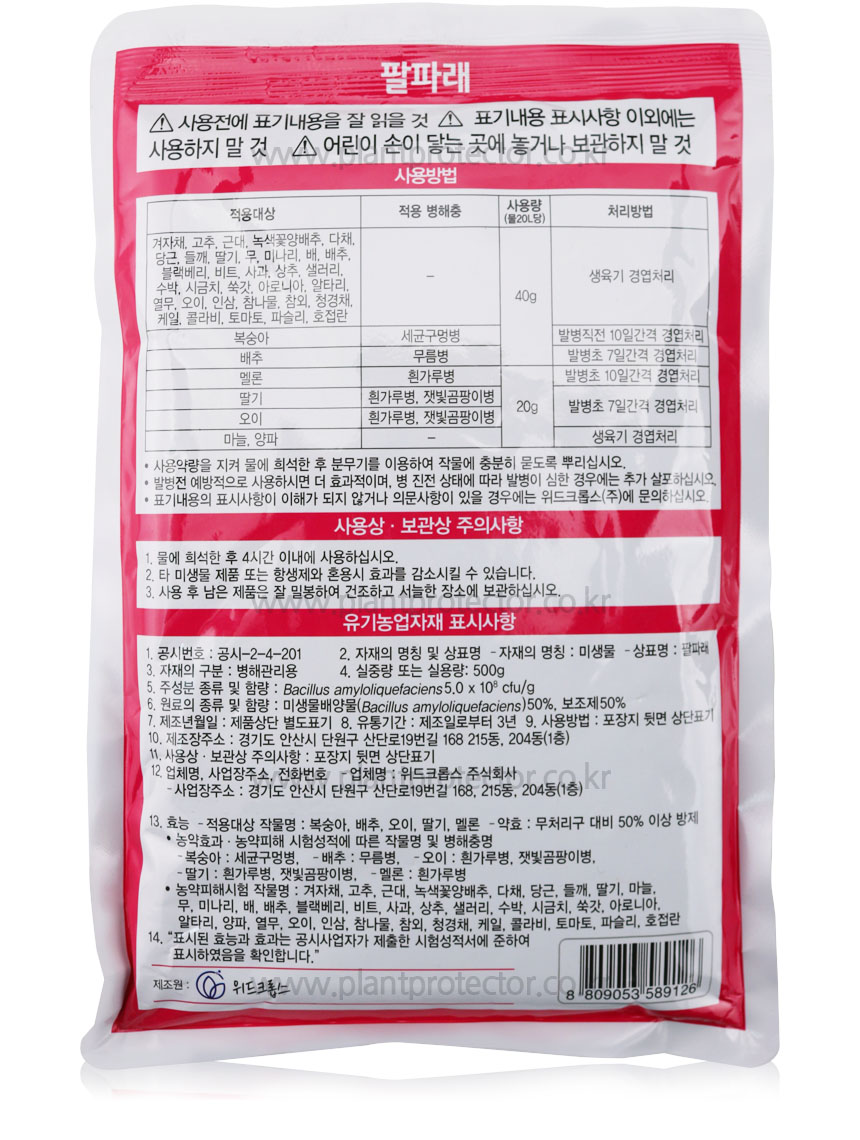 팔파래
⚠ 사용전에 표기내용을 잘 읽을 것 ⚠ 표기내용 표시사항 이외에는
사용하지 말 것 ⚠ 어린이 손이 닿는 곳에 놓거나 보관하지 말 것
www.plantprotector.co.kr
사용방법
적용대상 적용 병해충 사용량 (물20L당) 처리방법
겨자채, 고추, 근대, 녹색꽃양배추, 다채,
당근, 들깨, 딸기, 무, 미나리, 배, 배추,
블랙베리, 비트, 사과, 상추, 샐러리,
수박, 시금치, 쑥갓, 아로니아, 알타리,
열무, 오이, 인삼, 참나물, 참외, 청경채,
케일, 콜라비, 토마토, 파슬리, 호접란
– 40g 생육기 경엽처리
복숭아 세균구멍병 발병직전 10일간격 경엽처리
배추 무름병 발병초 7일간격 경엽처리
멜론 흰가루병 20g 발병초 10일간격 경엽처리
딸기 흰가루병, 잿빛곰팡이병 발병초 7일간격 경엽처리
오이 흰가루병, 잿빛곰팡이병
마늘, 양파 – 생육기 경엽처리
• 사용약량을 지켜 물에 희석한 후 분무기를 이용하여 작물에 충분히 묻도록 뿌리십시오.
• 발병전 예방적으로 사용하시면 더 효과적이며, 병 진전 상태에 따라 발병이 심한 경우에는 추가 살포하십시오.
• 표기내용의 표시사항이 이해가 되지 않거나 의문사항이 있을 경우에는 위드크롭스(주)에 문의하십시오.
사용상 · 보관상 주의사항
1. 물에 희석한 후 4시간 이내에 사용하십시오.
2. 타 미생물 제품 또는 항생제와 혼용시 효과를 감소시킬 수 있습니다.
3. 사용 후 남은 제품은 잘 밀봉하여 건조하고 서늘한 장소에 보관하십시오.
www.plantprotector.co.kr
유기농업자재 표시사항
1. 공시번호 : 공시-2-4-201 2. 자재의 명칭 및 상표명 -자재의 명칭 : 미생물 -상표명 : 팔파래
3. 자재의 구분 : 병해관리용 4. 실중량 또는 실용량: 500g
5. 주성분 종류 및 함량 : Bacillus amyloliquefaciens 5.0 x 10⁸ cfu/g
6. 원료의 종류 및 함량 : 미생물배양물(Bacillus amyloliquefaciens)50%, 보조제50%
7. 제조년월일 : 제품상단 별도표기 8. 유통기간 : 제조일로부터 3년 9. 사용방법 : 포장지 뒷면 상단표기
10. 제조장주소 : 경기도 안산시 단원구 산단로19번길 168 215동, 204동(1층)
11. 사용상 · 보관상 주의사항 : 포장지 뒷면 상단표기
12. 업체명, 사업장주소, 전화번호 -업체명 : 위드크롭스 주식회사
www.plantprotector.co.kr
-사업장주소 : 경기도 안산시 단원구 산단로19번길 168, 215동, 204동(1층)
13. 효능 -적용대상 작물명 : 복숭아, 배추, 오이, 딸기, 멜론 -약효 : 무처리구 대비 50% 이상 방제
• 농약효과 · 농약피해 시험성적에 따른 작물명 및 병해충명
-복숭아 : 세균구멍병, -배추 : 무름병, -오이 : 흰가루병, 잿빛곰팡이병,
-딸기 : 흰가루병, 잿빛곰팡이병, -멜론 : 흰가루병
• 농약피해시험 작물명 : 겨자채, 고추, 근대, 녹색꽃양배추, 다채, 당근, 들깨, 딸기, 마늘,
무, 미나리, 배, 배추, 블랙베리, 비트, 사과, 상추, 샐러리, 수박, 시금치, 쑥갓, 아로니아,
알타리, 양파, 열무, 오이, 인삼, 참나물, 참외, 청경채, 케일, 콜라비, 토마토, 파슬리, 호접란
14. "표시된 효능과 효과는 공시사업자가 제출한 시험성적서에 준하여
표시하였음을 확인합니다."
www.plantprotector.co.kr
제조원 : 위드크롭스
8 809053 589126